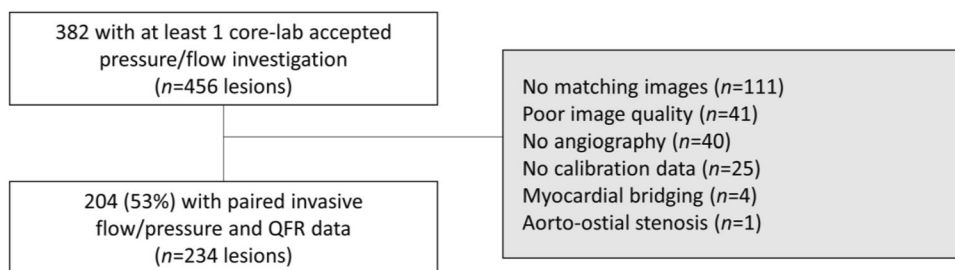 382 with at least 1 core-lab accepted
pressure/flow investigation
(n=456 lesions)
No matching images (n=111)
Poor image quality (n=41)
No angiography (n=40)
No calibration data (n=25)
Myocardial bridging (n=4)
Aorto-ostial stenosis (n=1)
204 (53%) with paired invasive
flow/pressure and QFR data
(n=234 lesions)